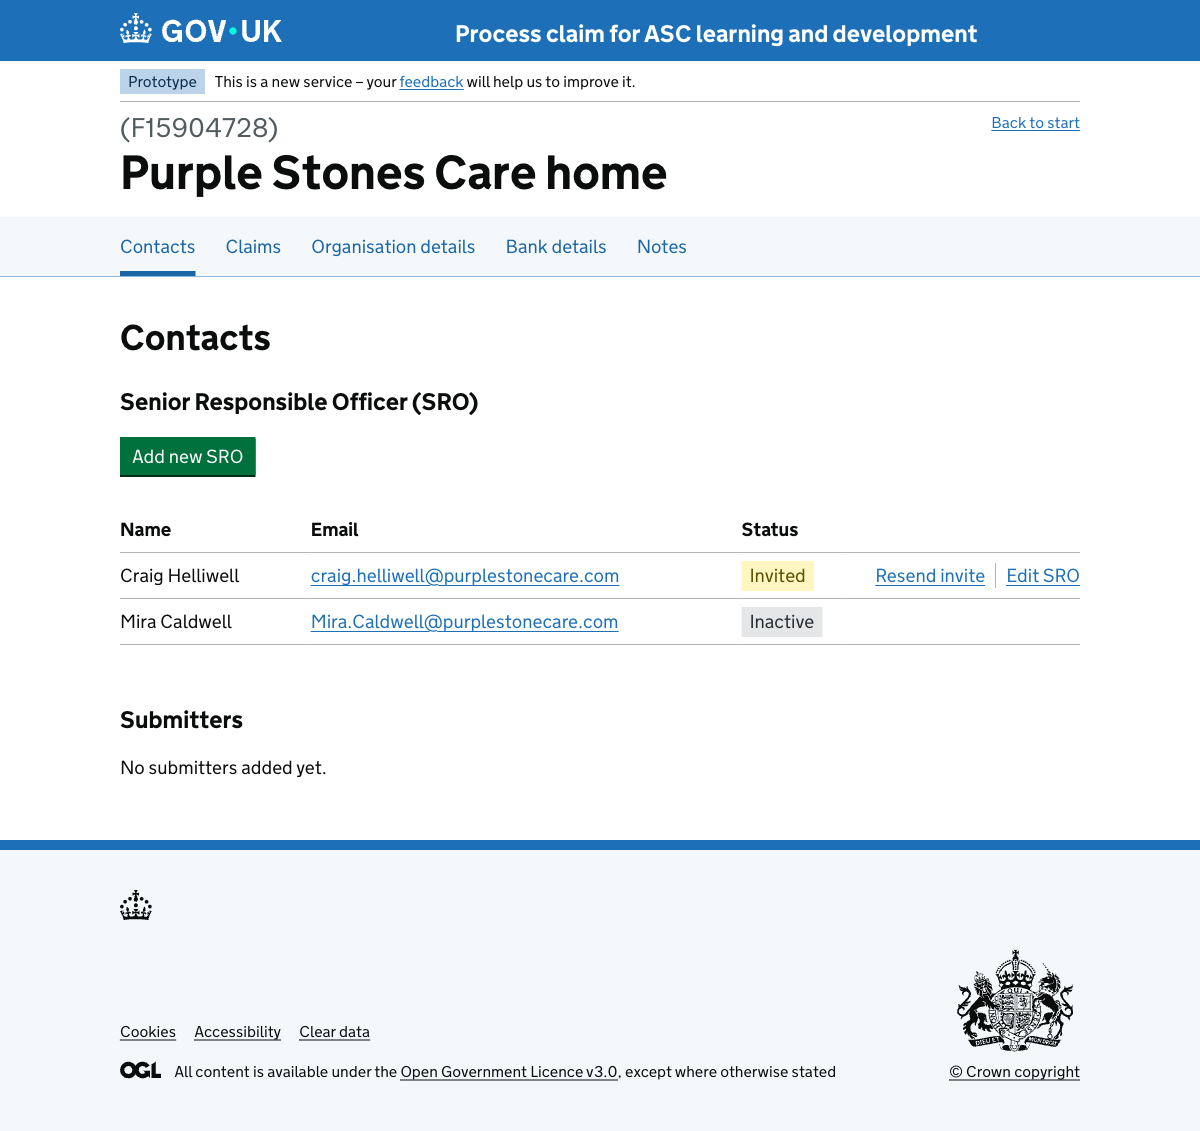 GOV·UK
Process claim for ASC learning and development
Prototype This is a new service – your feedback will help us to improve it.
(F15904728)
Back to start
Purple Stones Care home
Contacts Claims Organisation details Bank details Notes
Contacts
Senior Responsible Officer (SRO)
Add new SRO
Name Email Status
Craig Helliwell craig.helliwell@purplestonecare.com Invited Resend invite Edit SRO
Mira Caldwell Mira.Caldwell@purplestonecare.com Inactive
Submitters
No submitters added yet.
Cookies Accessibility Clear data
OGL All content is available under the Open Government Licence v3.0, except where otherwise stated
© Crown copyright